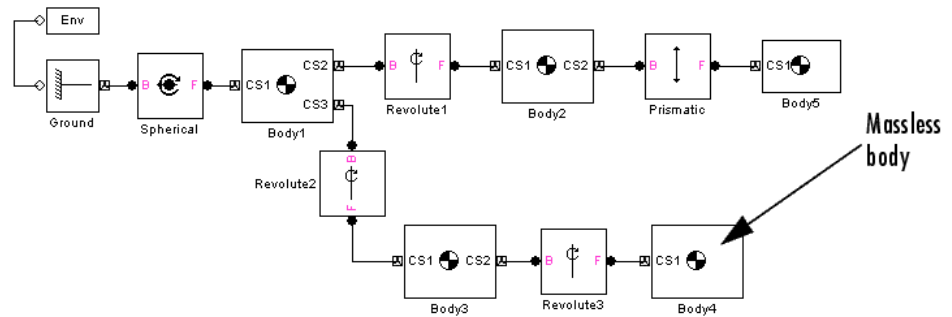 Env
Ground
B F
Spherical
CS1 CS2
CS3
Body1
B F
Revolute1
CS1 CS2
Body2
B F
Prismatic
CS1
Body5
Massless
body
B
F
Revolute2
CS1 CS2
Body3
B F
Revolute3
CS1
Body4